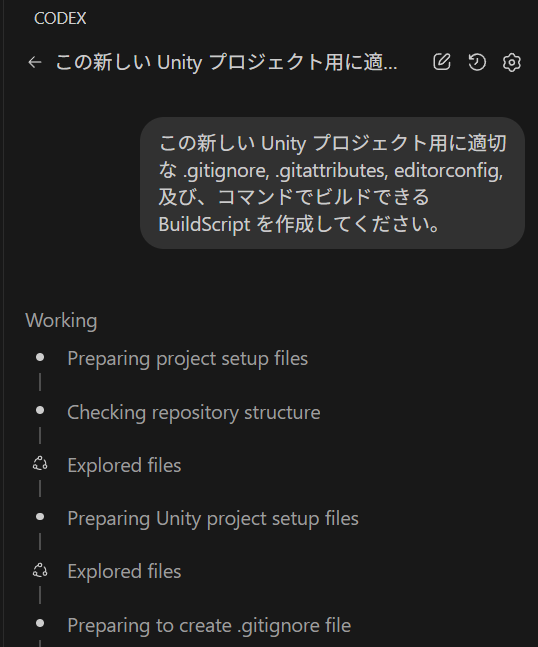 CODEX
この新しい Unity プロジェクト用に適...
この新しい Unity プロジェクト用に適切
な .gitignore, .gitattributes, editorconfig,
及び、コマンドでビルドできる
BuildScript を作成してください。
Working
Preparing project setup files
Checking repository structure
Explored files
Preparing Unity project setup files
Explored files
Preparing to create .gitignore file